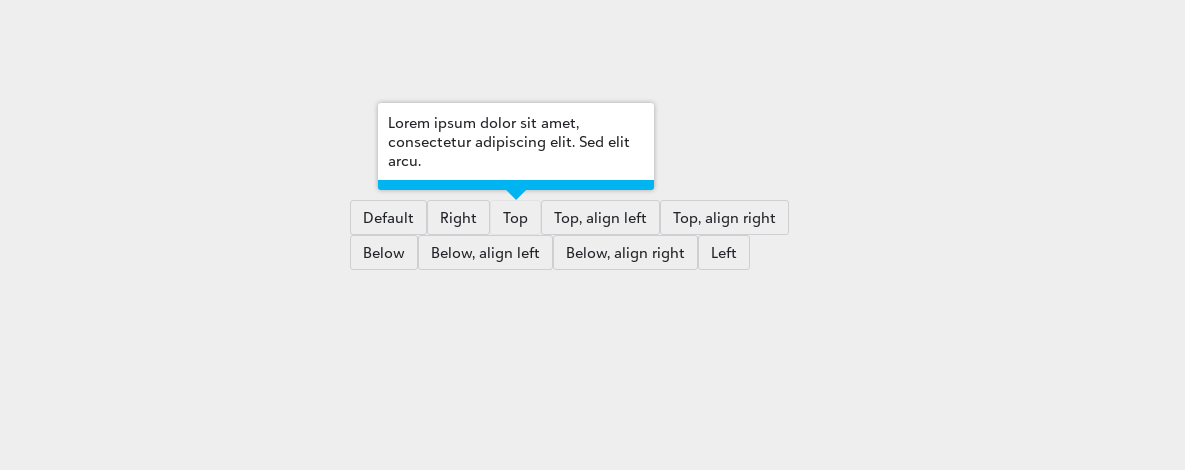 Lorem ipsum dolor sit amet,
consectetur adipiscing elit. Sed elit
arcu.
Default Right Top Top, align left Top, align right
Below Below, align left Below, align right Left